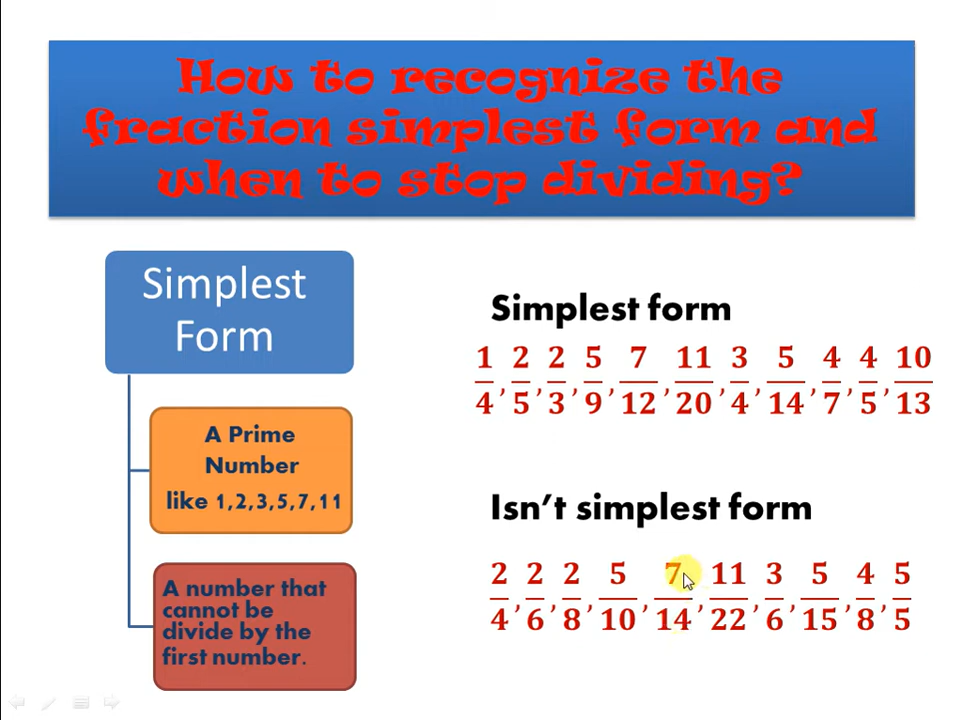 How to recognize the
fraction simplest form and
when to stop dividing?
Simplest
Form
A Prime
Number
like 1,2,3,5,7,11
A number that
cannot be
divide by the
first number.
Simplest form
1/4, 2/5, 2/3, 5/9, 7/12, 11/20, 3/4, 5/14, 4/7, 4/5, 10/13
Isn't simplest form
2/4, 2/6, 2/8, 5/10, 7/14, 11/22, 3/6, 5/15, 4/8, 5/5